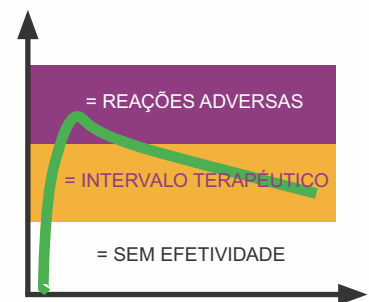 = REAÇÕES ADVERSAS
= INTERVALO TERAPÊUTICO
= SEM EFETIVIDADE